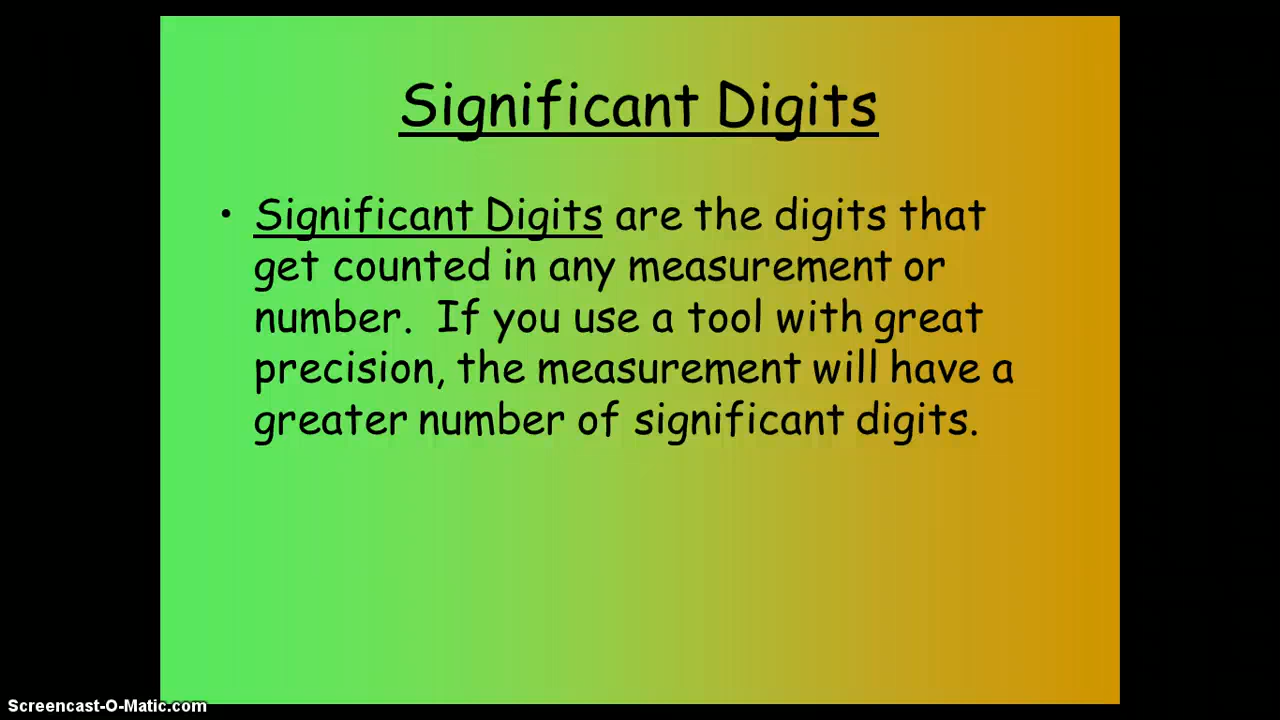 Significant Digits
• Significant Digits are the digits that
get counted in any measurement or
number.  If you use a tool with great
precision, the measurement will have a
greater number of significant digits.
Screencast-O-Matic.com